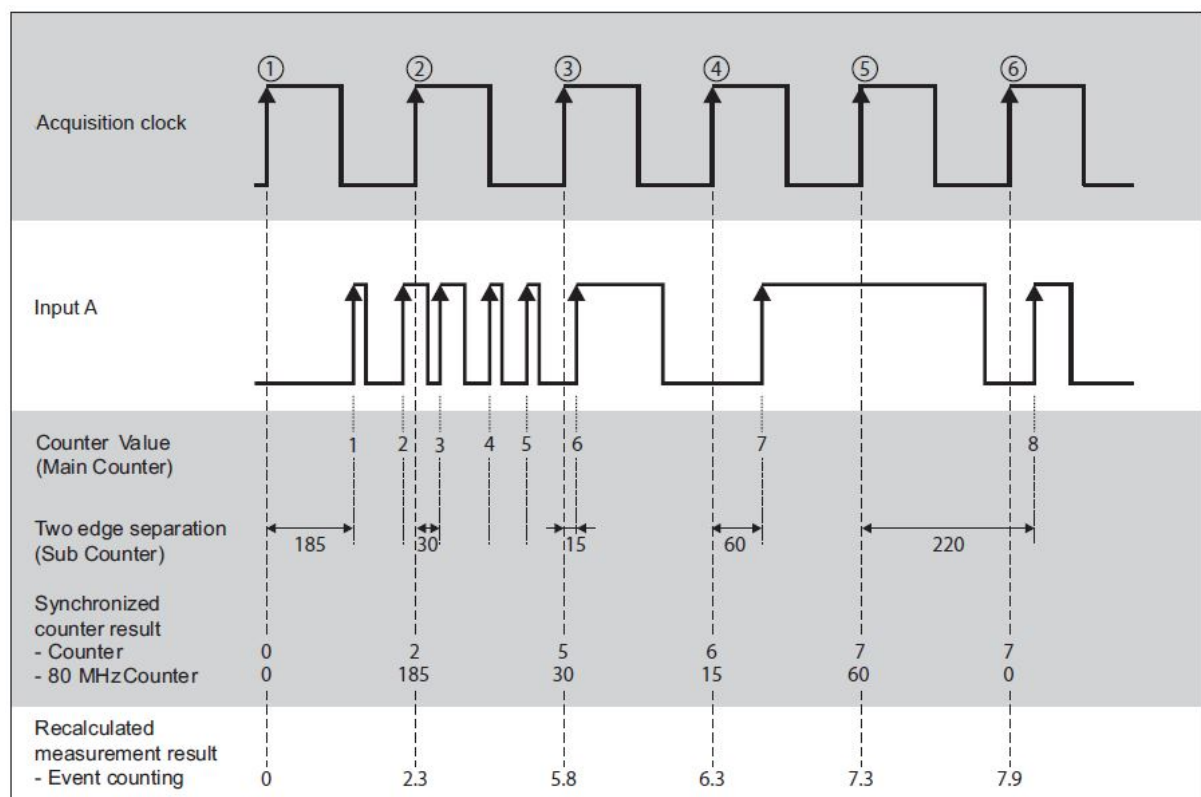 ① ② ③ ④ ⑤ ⑥
Acquisition clock
Input A
Counter Value
(Main Counter)
1 2 3 4 5 6 7 8
Two edge separation
(Sub Counter)
185 30 15 60 220
Synchronized
counter result
- Counter 0 2 5 6 7 7
- 80 MHzCounter 0 185 30 15 60 0
Recalculated
measurement result
- Event counting 0 2.3 5.8 6.3 7.3 7.9